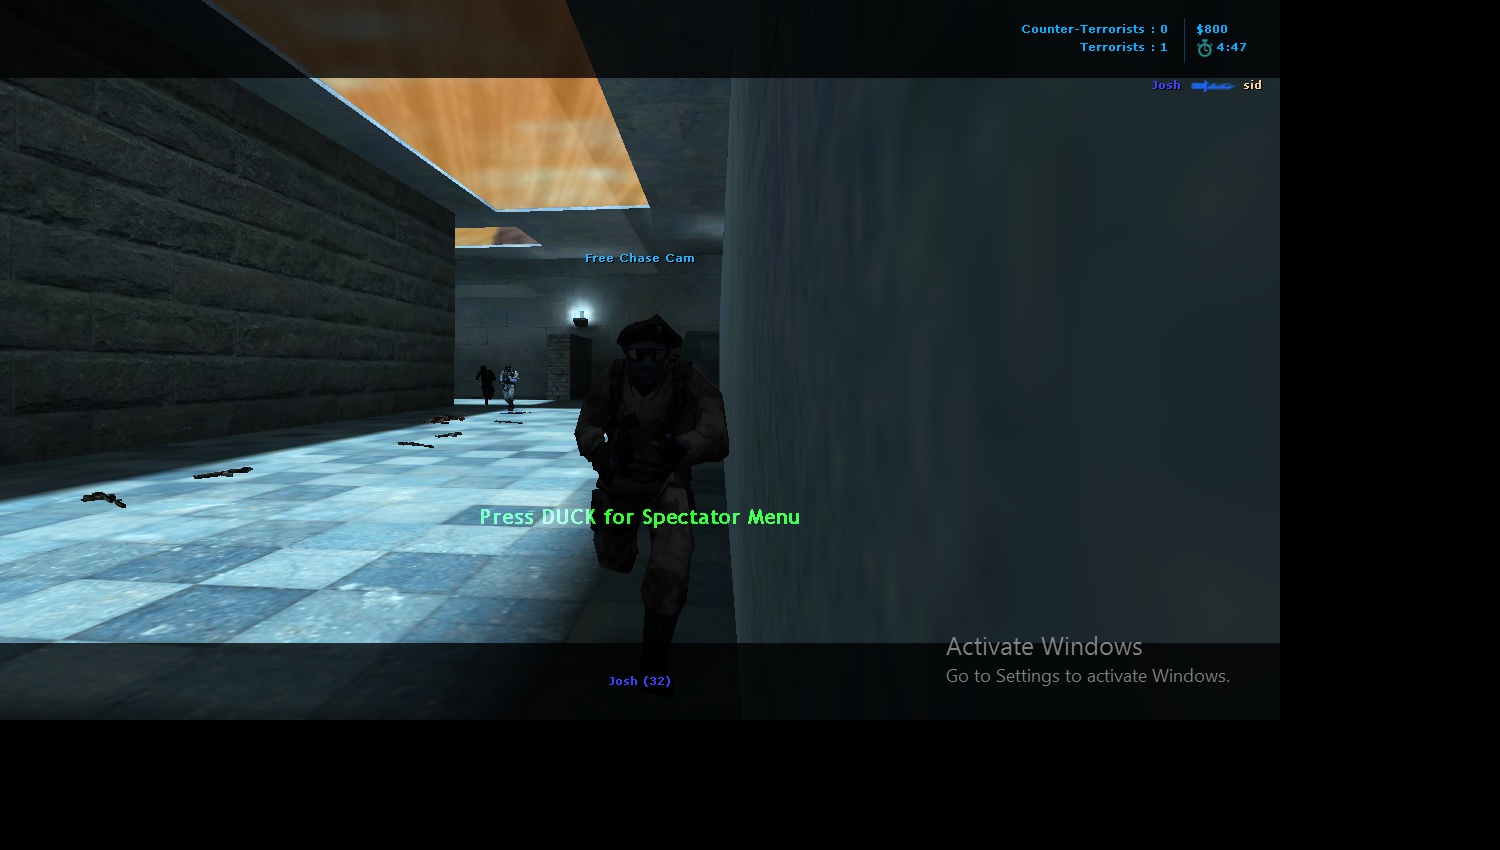 Counter-Terrorists : 0 $800
Terrorists : 1 4:47
Josh sid
Free Chase Cam
Press DUCK for Spectator Menu
Activate Windows
Go to Settings to activate Windows.
Josh (32)